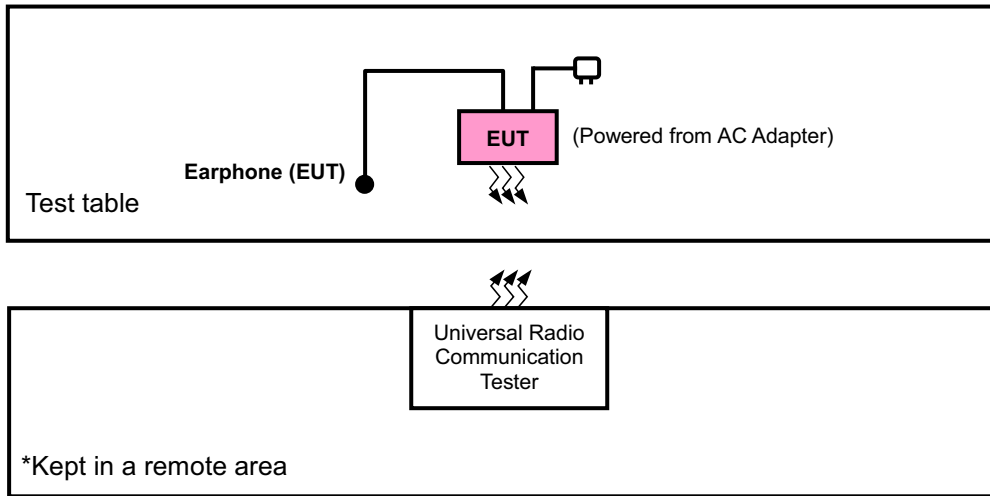 EUT
(Powered from AC Adapter)
Earphone (EUT)
Test table
Universal Radio
Communication
Tester
*Kept in a remote area